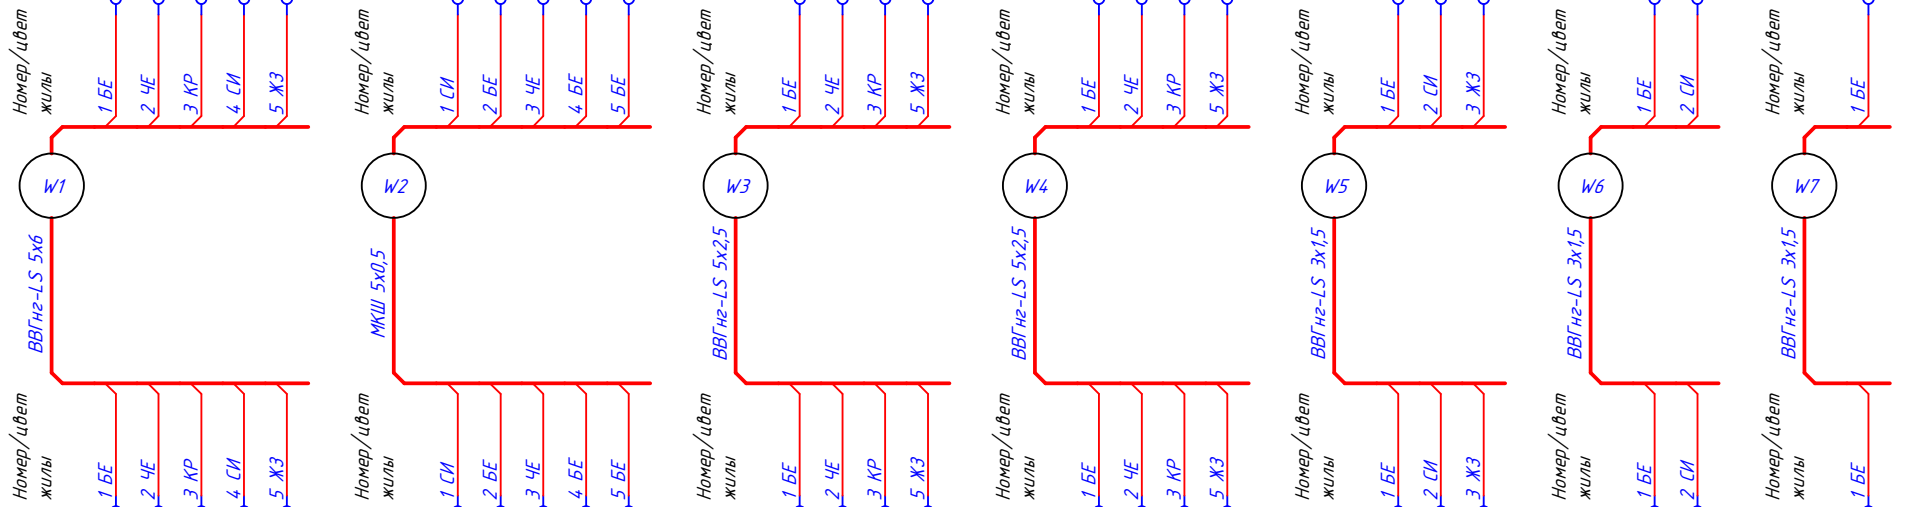 Номер/цвет
жилы
1 БЕ
2 ЧЕ
3 КР
4 СИ
5 ЖЗ
Номер/цвет
жилы
1 СИ
2 БЕ
3 ЧЕ
4 БЕ
5 БЕ
Номер/цвет
жилы
1 БЕ
2 ЧЕ
3 КР
5 ЖЗ
Номер/цвет
жилы
1 БЕ
2 ЧЕ
3 КР
5 ЖЗ
Номер/цвет
жилы
1 БЕ
2 СИ
3 ЖЗ
Номер/цвет
жилы
1 БЕ
2 СИ
Номер/цвет
жилы
1 БЕ
W1
W2
W3
W4
W5
W6
W7
ВВГнг-LS 5х6
МКШ 5х0,5
ВВГнг-LS 5х2,5
ВВГнг-LS 5х2,5
ВВГнг-LS 3х1,5
ВВГнг-LS 3х1,5
ВВГнг-LS 3х1,5
Номер/цвет
жилы
1 БЕ
2 ЧЕ
3 КР
4 СИ
5 ЖЗ
Номер/цвет
жилы
1 СИ
2 БЕ
3 ЧЕ
4 БЕ
5 БЕ
Номер/цвет
жилы
1 БЕ
2 ЧЕ
3 КР
5 ЖЗ
Номер/цвет
жилы
1 БЕ
2 ЧЕ
3 КР
5 ЖЗ
Номер/цвет
жилы
1 БЕ
2 СИ
3 ЖЗ
Номер/цвет
жилы
1 БЕ
2 СИ
Номер/цвет
жилы
1 БЕ